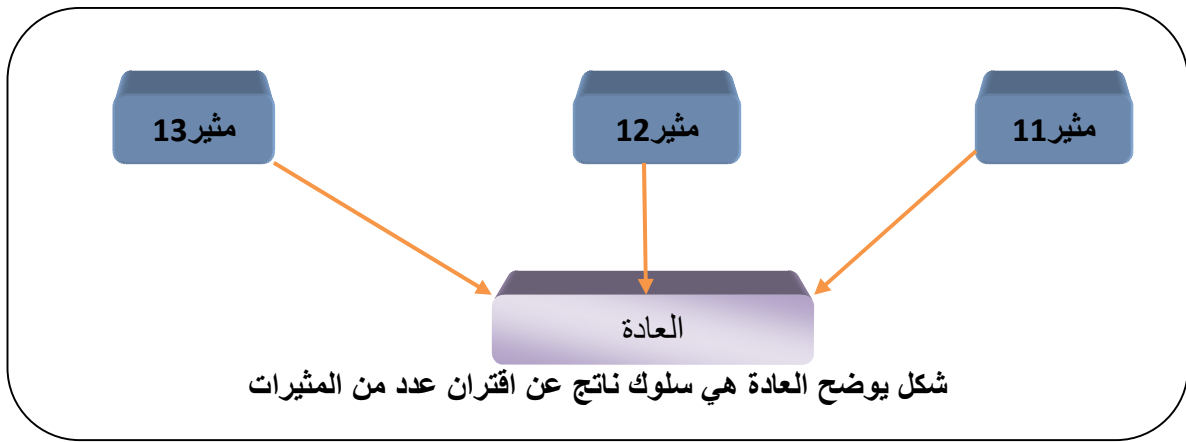 مثير11
مثير12
مثير13
العادة
شكل يوضح العادة هي سلوك ناتج عن اقتران عدد من المثيرات